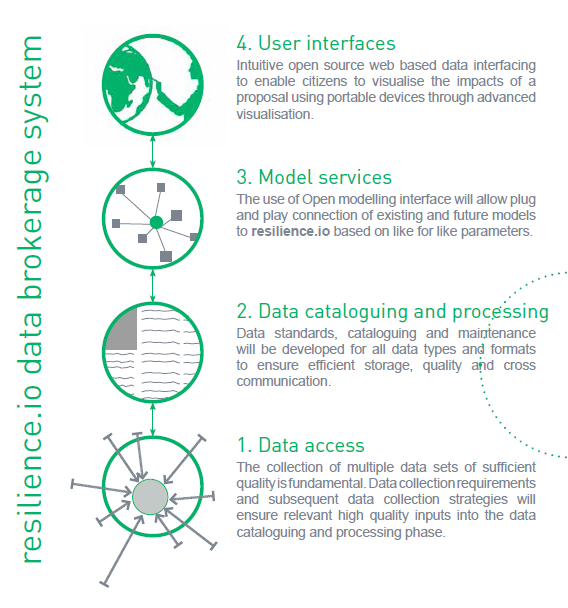 resilience.io data brokerage system
4. User interfaces
Intuitive open source web based data interfacing
to enable citizens to visualise the impacts of a
proposal using portable devices through advanced
visualisation.
3. Model services
The use of Open modelling interface will allow plug
and play connection of existing and future models
to resilience.io based on like for like parameters.
2. Data cataloguing and processing
Data standards, cataloguing and maintenance
will be developed for all data types and formats
to ensure efficient storage, quality and cross
communication.
1. Data access
The collection of multiple data sets of sufficient
quality is fundamental. Data collection requirements
and subsequent data collection strategies will
ensure relevant high quality inputs into the data
cataloguing and processing phase.